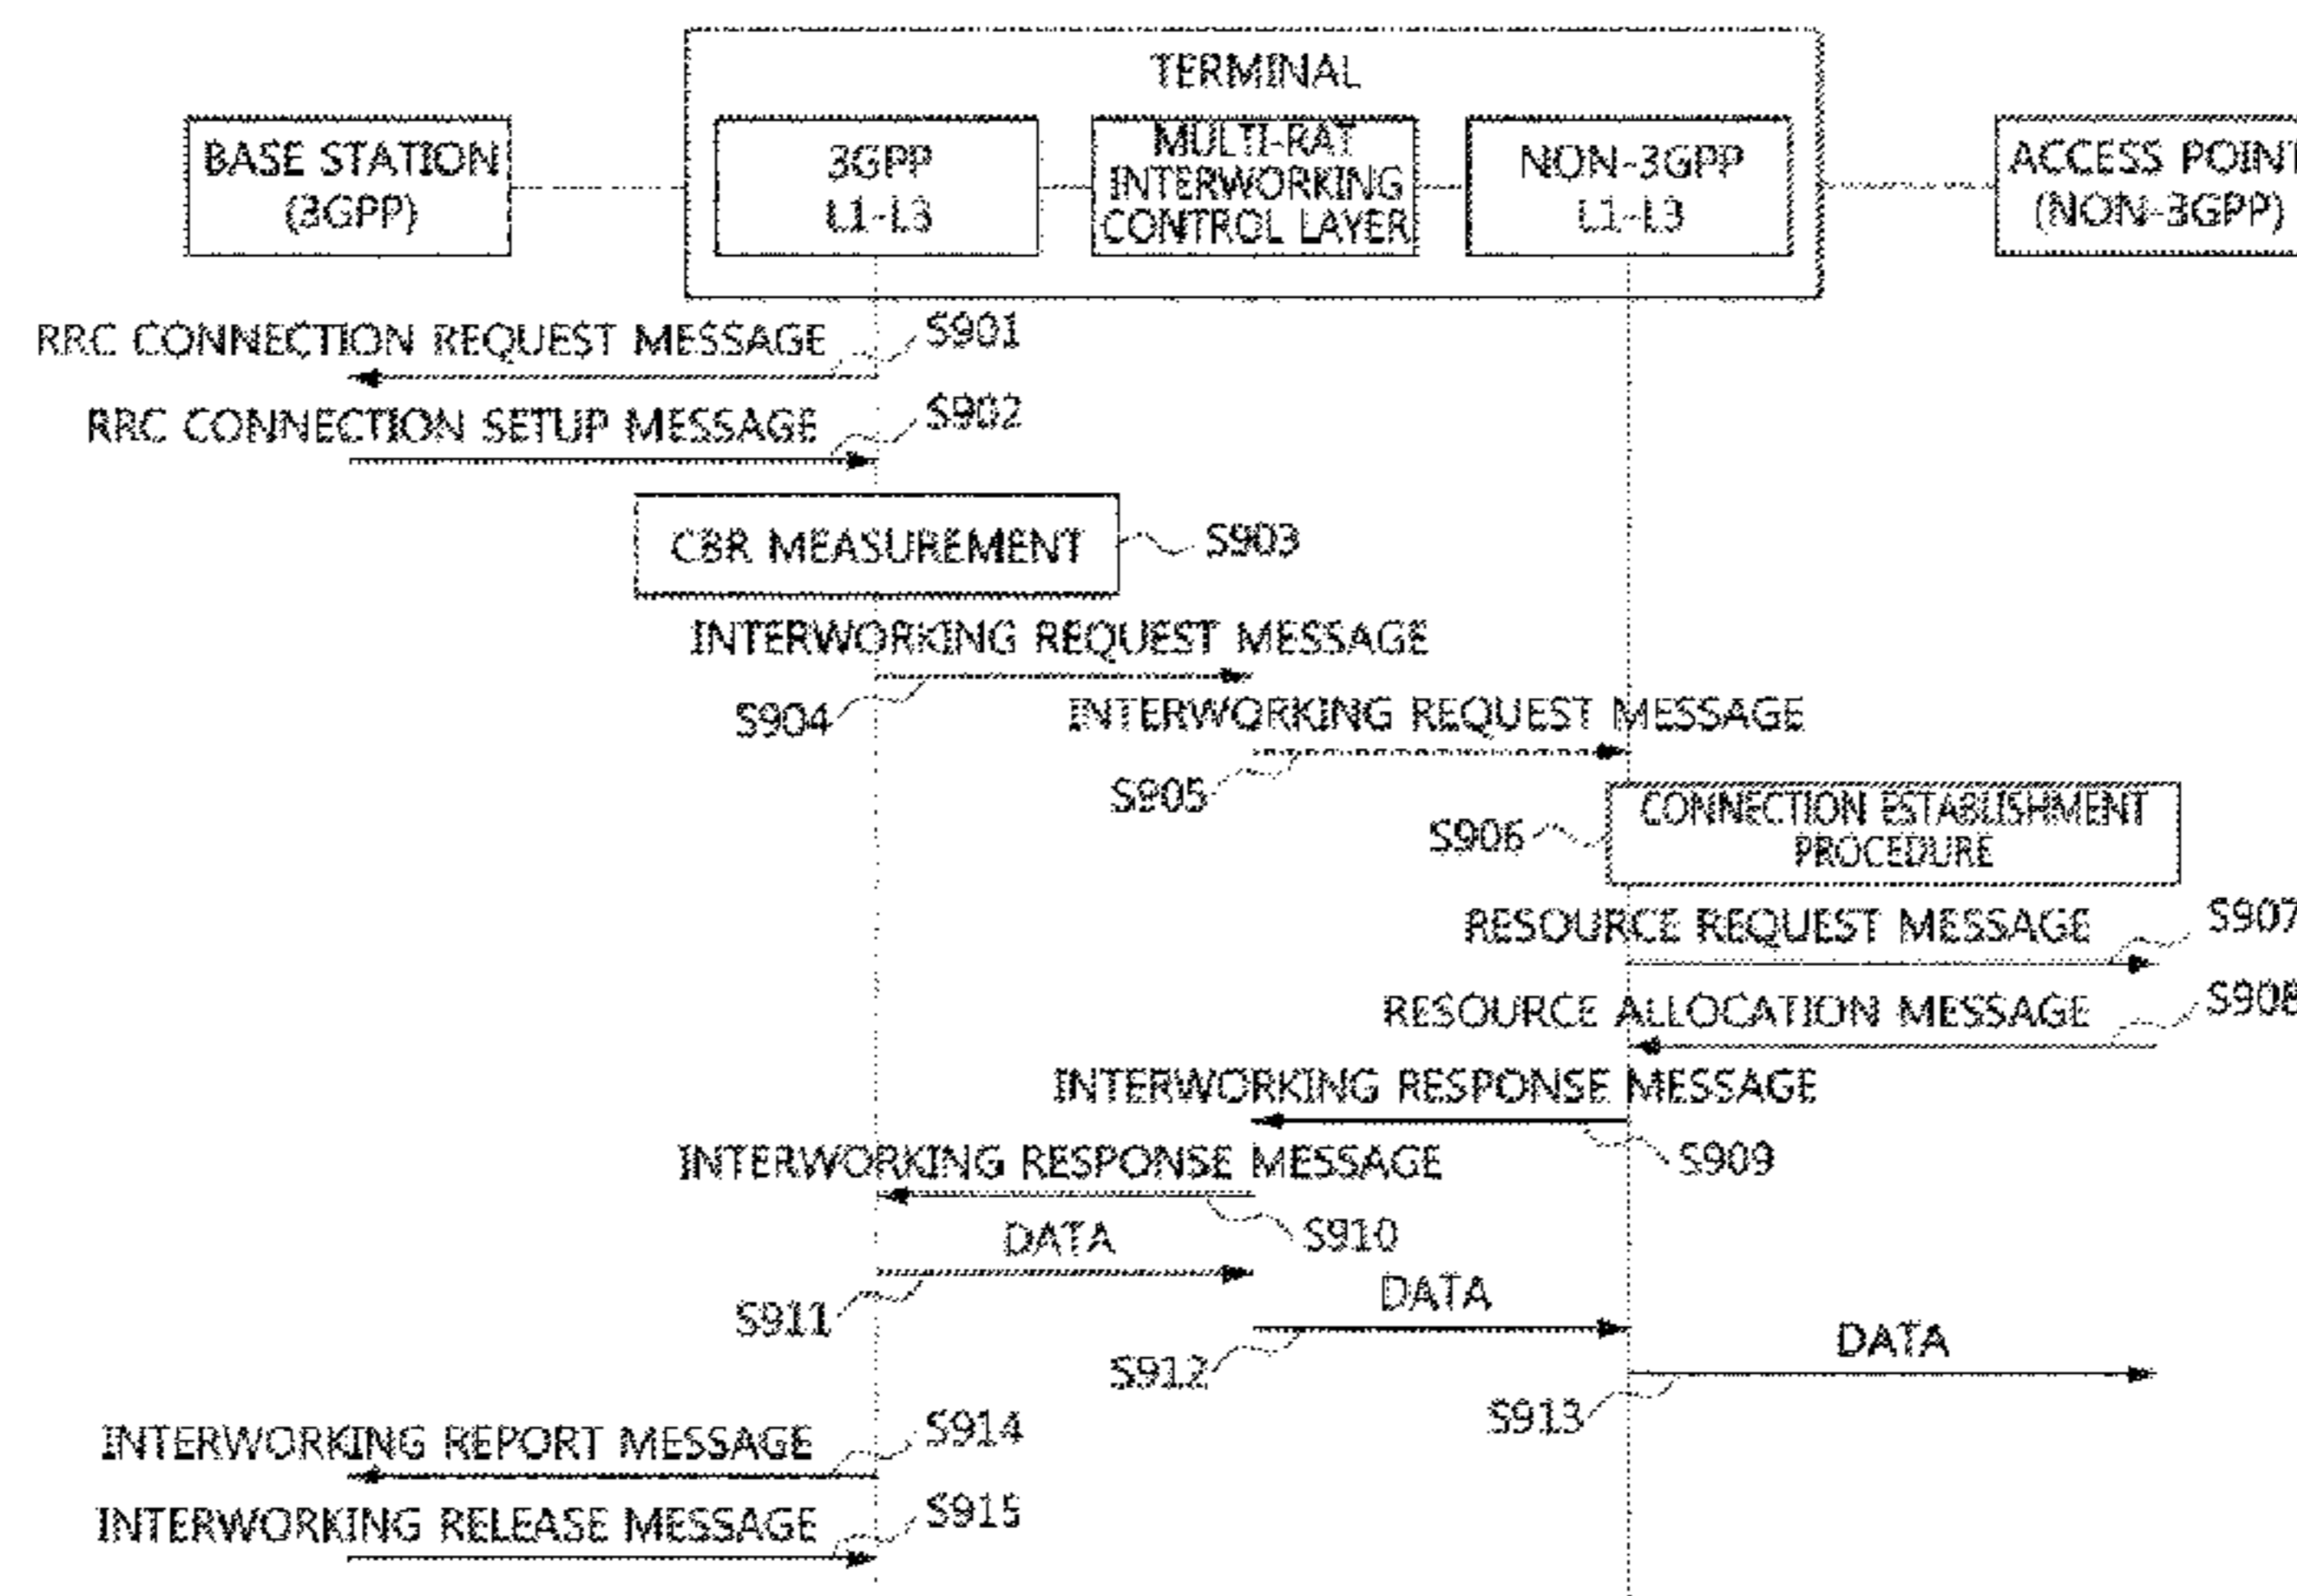 TERMINAL
BASE STATION
(3GPP)
3GPP
L1-L3
MULTI-RAT
INTERWORKING
CONTROL LAYER
NON-3GPP
L1-L3
ACCESS POINT
(NON-3GPP)
RRC CONNECTION REQUEST MESSAGE
S901
RRC CONNECTION SETUP MESSAGE
S902
CBR MEASUREMENT
S903
INTERWORKING REQUEST MESSAGE
S904
INTERWORKING REQUEST MESSAGE
S905
CONNECTION ESTABLISHMENT
PROCEDURE
S906
RESOURCE REQUEST MESSAGE
S907
RESOURCE ALLOCATION MESSAGE
S908
INTERWORKING RESPONSE MESSAGE
S909
INTERWORKING RESPONSE MESSAGE
S910
DATA
S911
DATA
S912
DATA
S913
INTERWORKING REPORT MESSAGE
S914
INTERWORKING RELEASE MESSAGE
S915